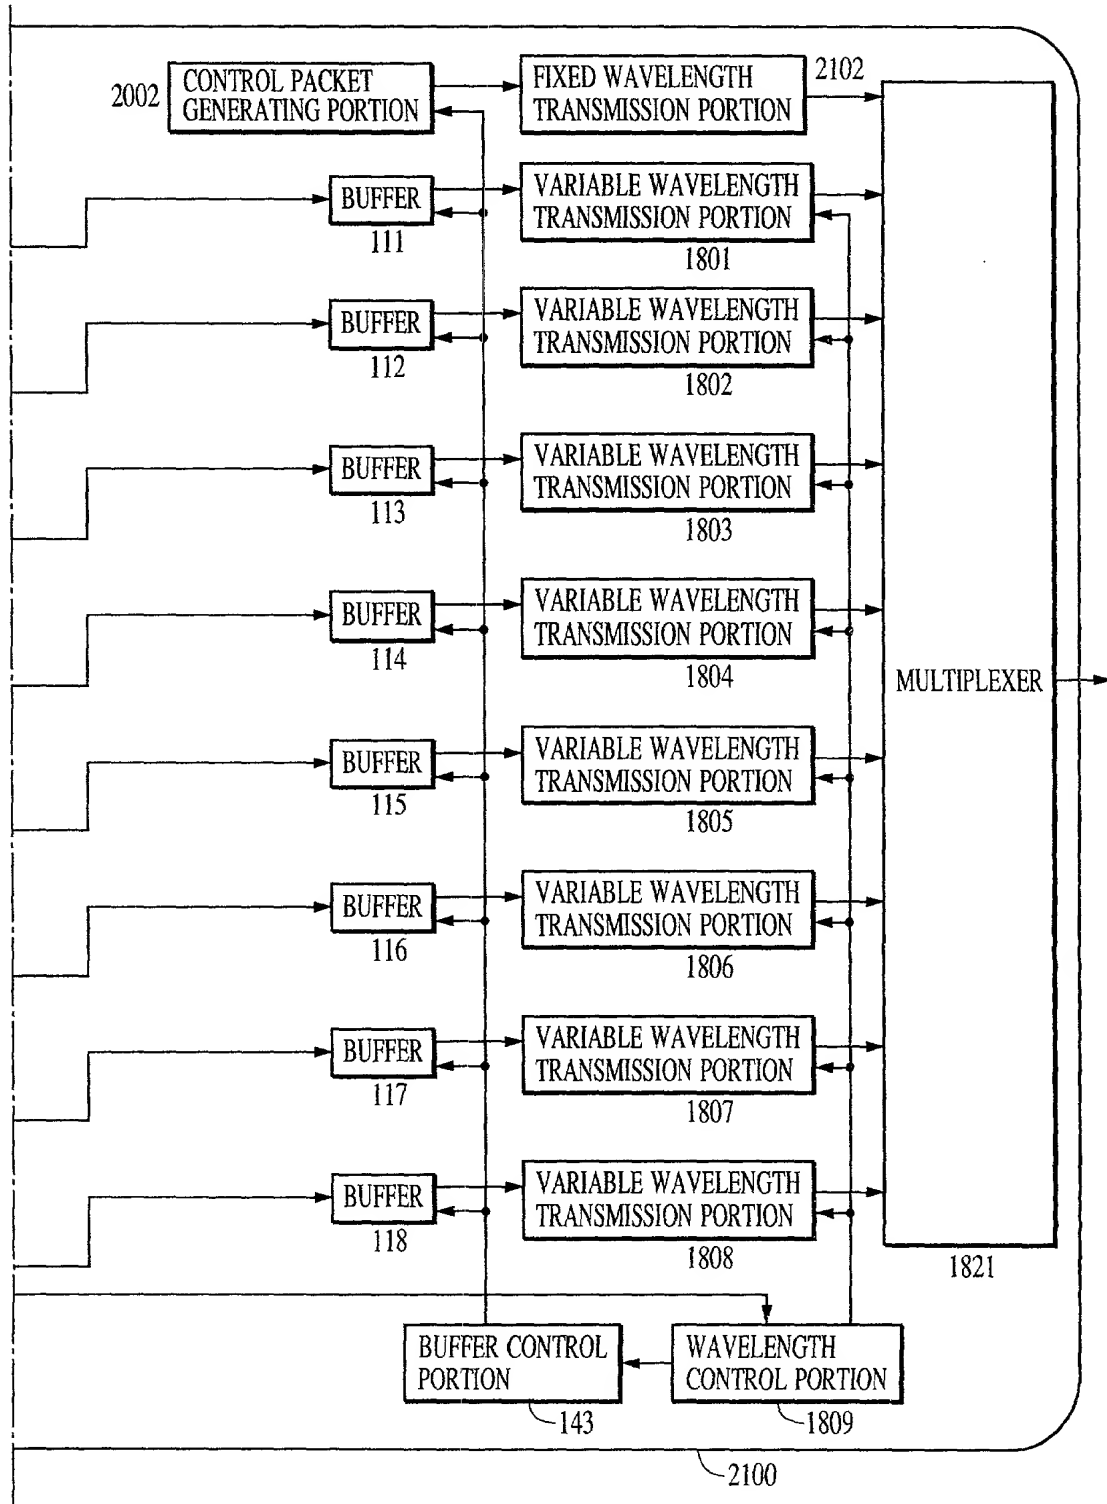 2002
CONTROL PACKET
GENERATING PORTION
FIXED WAVELENGTH
TRANSMISSION PORTION
2102
BUFFER
111
VARIABLE WAVELENGTH
TRANSMISSION PORTION
1801
BUFFER
112
VARIABLE WAVELENGTH
TRANSMISSION PORTION
1802
BUFFER
113
VARIABLE WAVELENGTH
TRANSMISSION PORTION
1803
BUFFER
114
VARIABLE WAVELENGTH
TRANSMISSION PORTION
1804
MULTIPLEXER
BUFFER
115
VARIABLE WAVELENGTH
TRANSMISSION PORTION
1805
BUFFER
116
VARIABLE WAVELENGTH
TRANSMISSION PORTION
1806
BUFFER
117
VARIABLE WAVELENGTH
TRANSMISSION PORTION
1807
BUFFER
118
VARIABLE WAVELENGTH
TRANSMISSION PORTION
1808
1821
BUFFER CONTROL
PORTION
143
WAVELENGTH
CONTROL PORTION
1809
2100